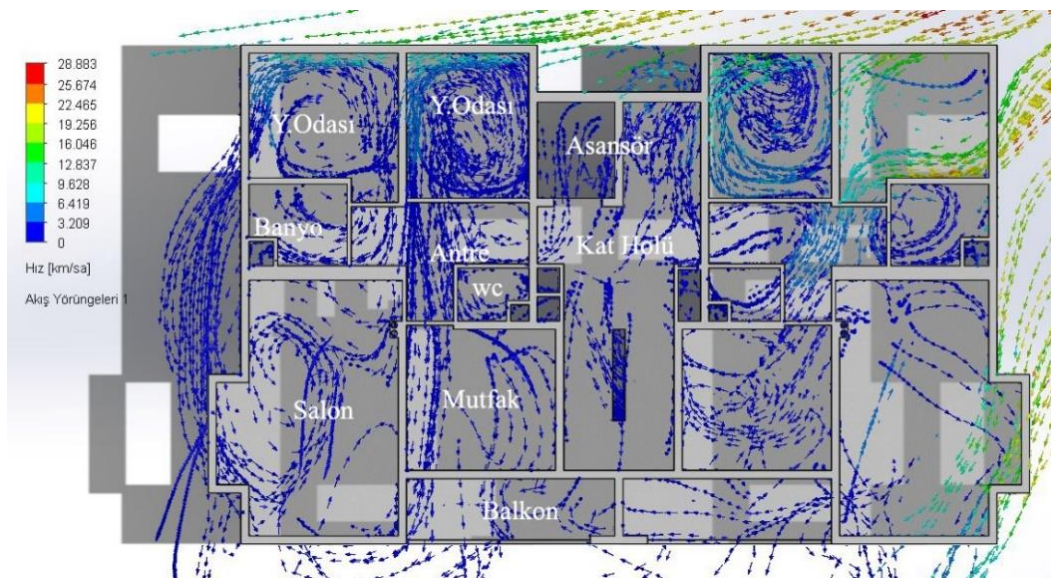 28.883
25.674
22.465
19.256
16.046
12.837
9.628
6.419
3.209
0
Hız [km/sa]
Akış Yörüngeleri 1
Y.Odası
Y.Odası
Asansör
Banyo
Antre
Kat Holü
wc
Salon
Mutfak
Balkon